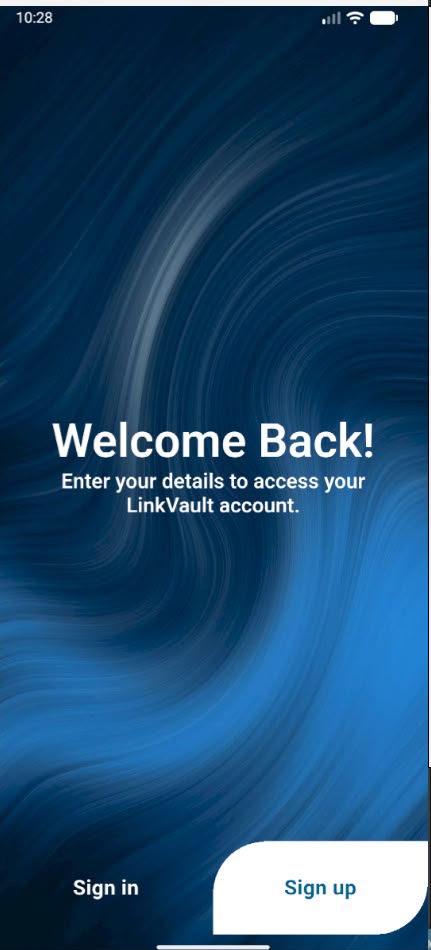 10:28
Welcome Back!
Enter your details to access your
LinkVault account.
Sign in
Sign up